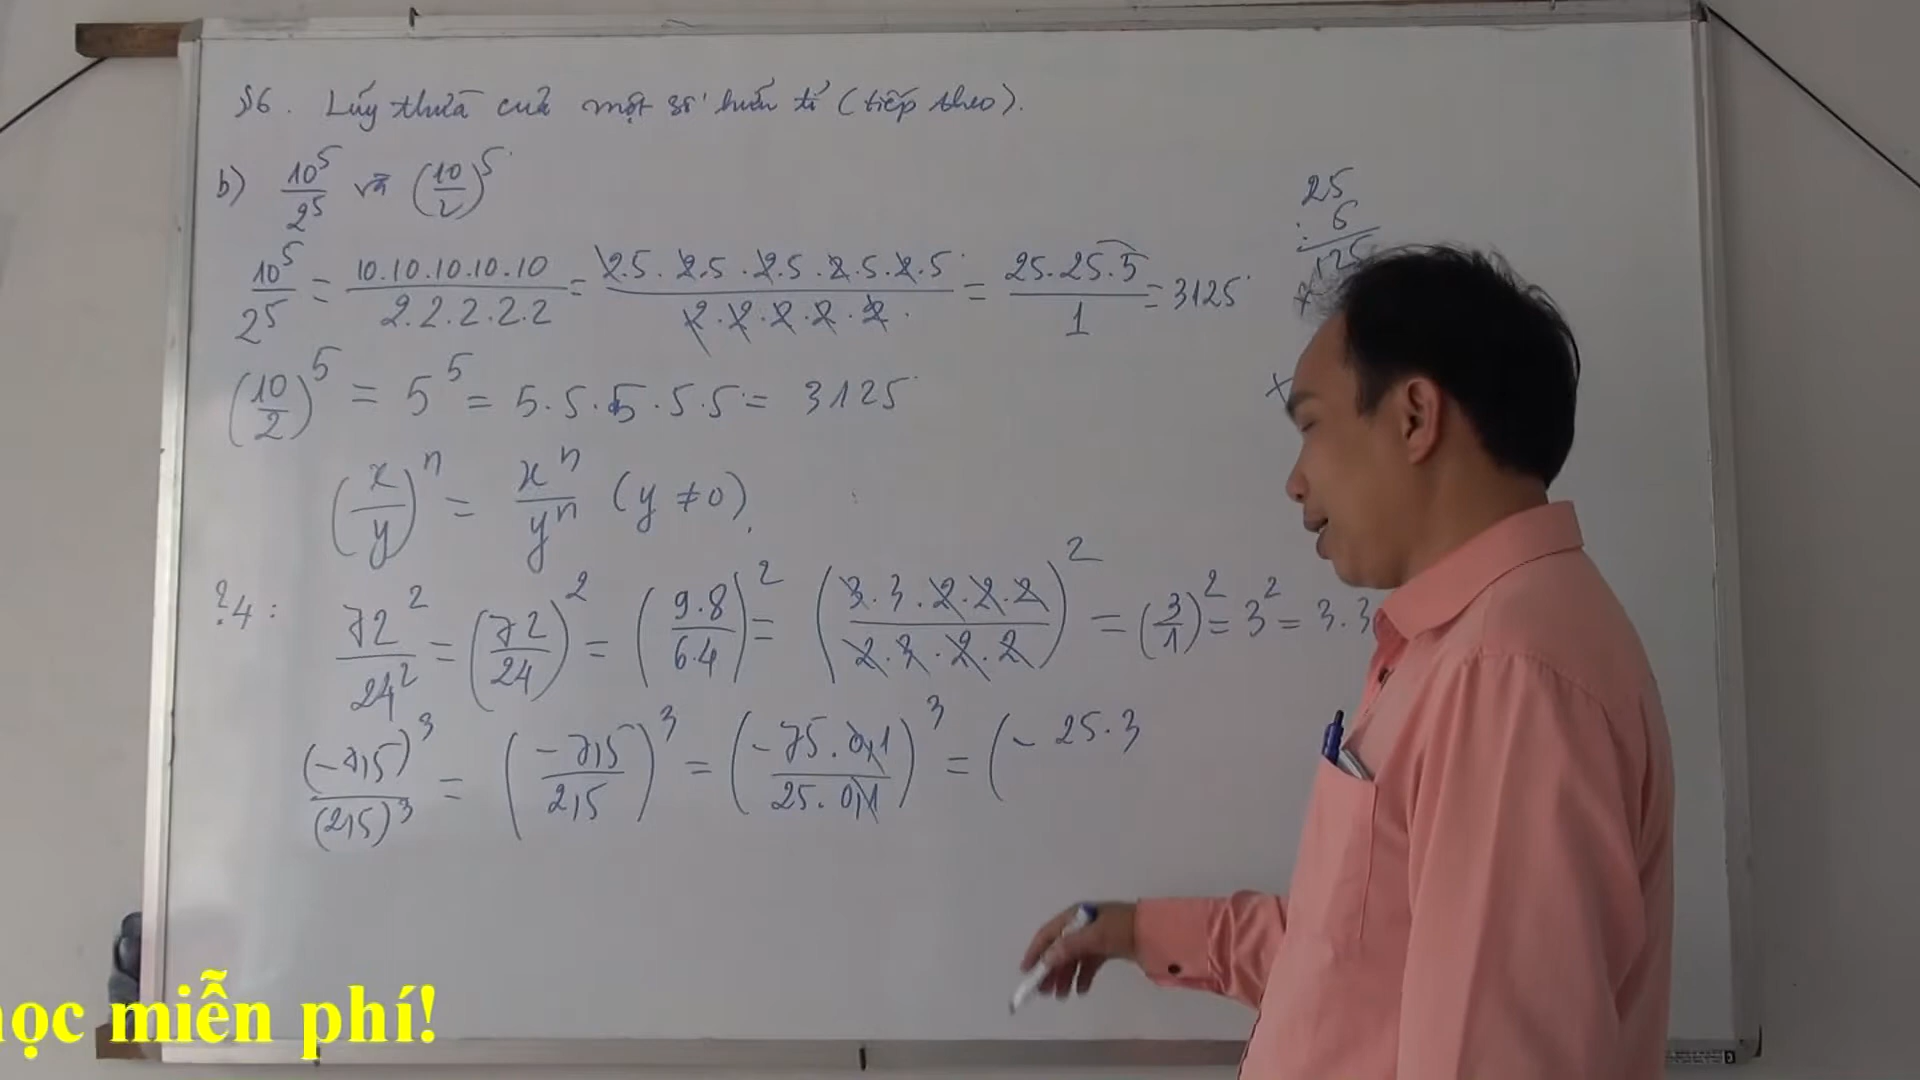 §6. Lũy thừa của một số hữu tỉ (tiếp theo).
b) 10^5/2^5 và (10/2)^5
10^5/2^5 = 10.10.10.10.10/2.2.2.2.2 = 2.5.2.5.2.5.2.5.2.5/2.2.2.2.2. = 25.25.5/1 = 3125
(10/2)^5 = 5^5 = 5.5.5.5.5 = 3125
(x/y)^n = x^n/y^n (y ≠ 0).
?4: 72^2/24^2 = (72/24)^2 = (9.8/6.4)^2 = (3.3.2.2.2/2.3.2.2)^2 = (3/1)^2 = 3^2 = 3.3
(-7,5)^3/(2,5)^3 = (-7,5/2,5)^3 = (-75.0,1/25.0,1)^3 = (- 25.3
25
5
125
x
x
học miễn phí!